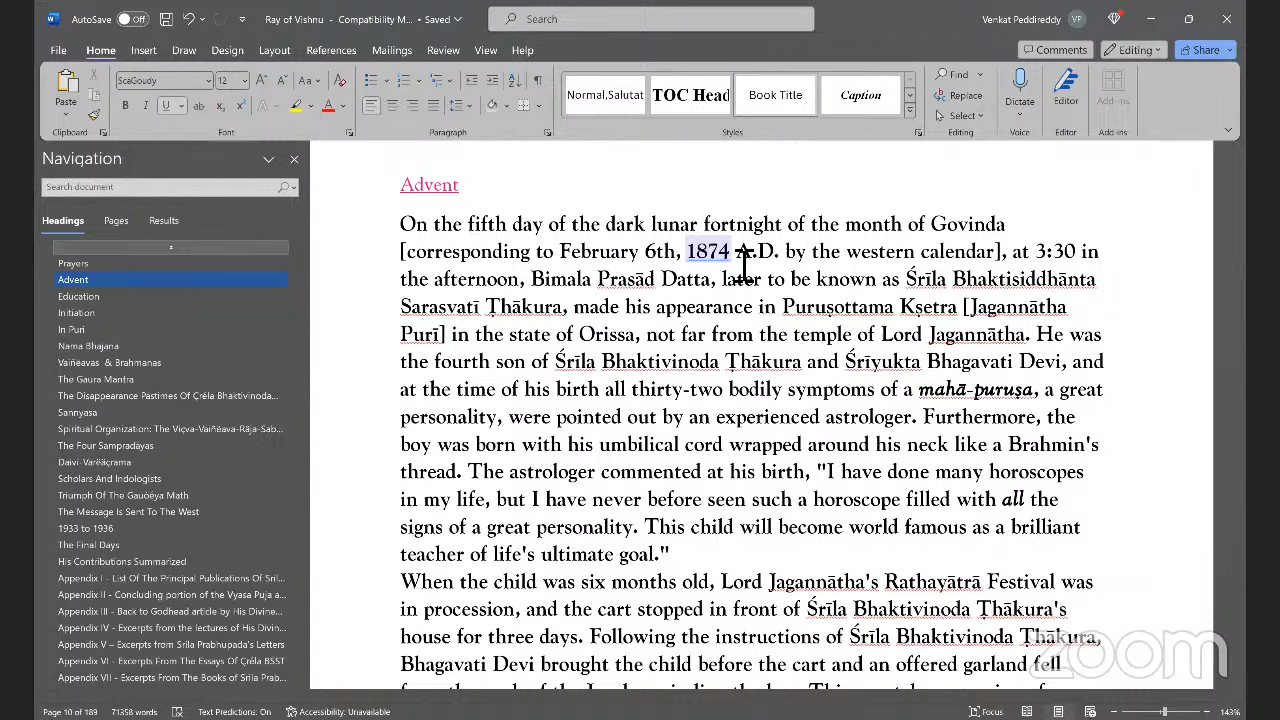 AutoSave Off Ray of Vishnu - Compatibility M... • Saved Search Venkat Peddireddy VP
File Home Insert Draw Design Layout References Mailings Review View Help Comments Editing Share
Paste ScaGoudy 12 Aa Normal,Salutat TOC Head Book Title Caption Find Replace Select Dictate Editor Add-ins
Clipboard Font Paragraph Styles Editing Voice Editor Add-ins
Navigation
Search document
Headings Pages Results
Prayers
Advent
Education
Initiation
In Puri
Nama Bhajana
Vaiñëavas & Brahmanas
The Gaura Mantra
The Disappearance Pastimes Of Çréla Bhaktivinoda...
Sannyasa
Spiritual Organization: The Viçva-Vaiñëava-Räja-Sab...
The Four Sampradäyas
Daivi-Varëäçrama
Scholars And Indologists
Triumph Of The Gauòéya Math
The Message Is Sent To The West
1933 to 1936
The Final Days
His Contributions Summarized
Appendix I - List Of The Principal Publications Of Sril...
Appendix II - Concluding portion of the Vyasa Puja a...
Appendix III - Back to Godhead article by His Divine...
Appendix IV - Excerpts from the lectures of His Divin...
Appendix V – Excerpts from Srila Prabhupada's Letters
Appendix VI - Excerpts From The Essays Of Çréla BSST
Appendix VII - Excerpts From The Books of Srila Prab...
Advent
On the fifth day of the dark lunar fortnight of the month of Govinda
[corresponding to February 6th, 1874 A.D. by the western calendar], at 3:30 in
the afternoon, Bimala Prasād Datta, later to be known as Śrīla Bhaktisiddhānta
Sarasvatī Ṭhākura, made his appearance in Puruṣottama Kṣetra [Jagannātha
Purī] in the state of Orissa, not far from the temple of Lord Jagannātha. He was
the fourth son of Śrīla Bhaktivinoda Ṭhākura and Śrīyukta Bhagavati Devi, and
at the time of his birth all thirty-two bodily symptoms of a mahā-puruṣa, a great
personality, were pointed out by an experienced astrologer. Furthermore, the
boy was born with his umbilical cord wrapped around his neck like a Brahmin's
thread. The astrologer commented at his birth, "I have done many horoscopes
in my life, but I have never before seen such a horoscope filled with all the
signs of a great personality. This child will become world famous as a brilliant
teacher of life's ultimate goal."
When the child was six months old, Lord Jagannātha's Rathayātrā Festival was
in procession, and the cart stopped in front of Śrīla Bhaktivinoda Ṭhākura's
house for three days. Following the instructions of Śrīla Bhaktivinoda Ṭhākura,
Bhagavati Devi brought the child before the cart and an offered garland fell
zoom
Page 10 of 189 71358 words Text Predictions: On Accessibility: Unavailable Focus 143%